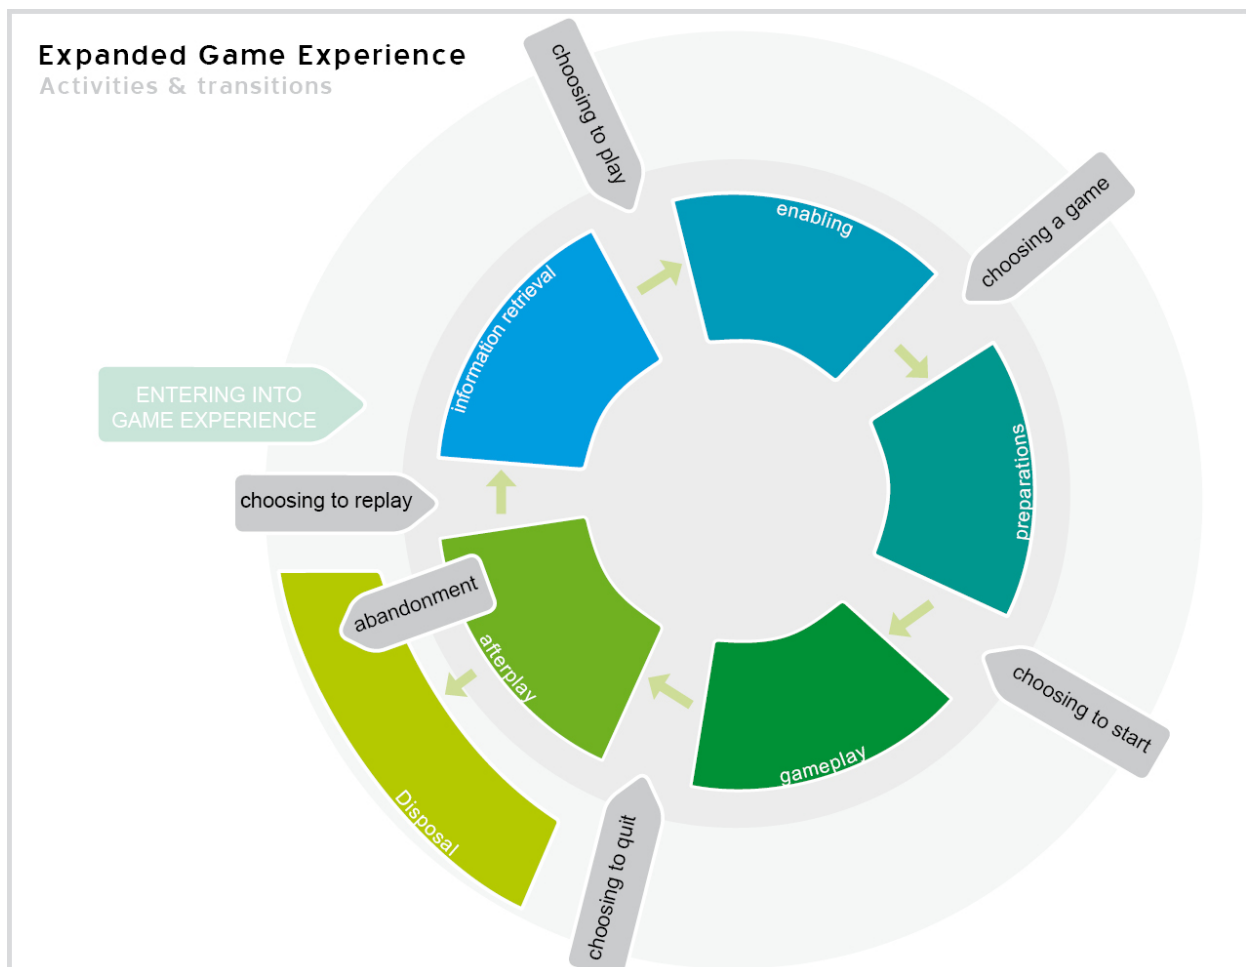 Expanded Game Experience
Activities & transitions
choosing to play
enabling
choosing a game
information retrieval
ENTERING INTO
GAME EXPERIENCE
preparations
choosing to replay
abandonment
afterplay
choosing to start
gameplay
Disposal
choosing to quit